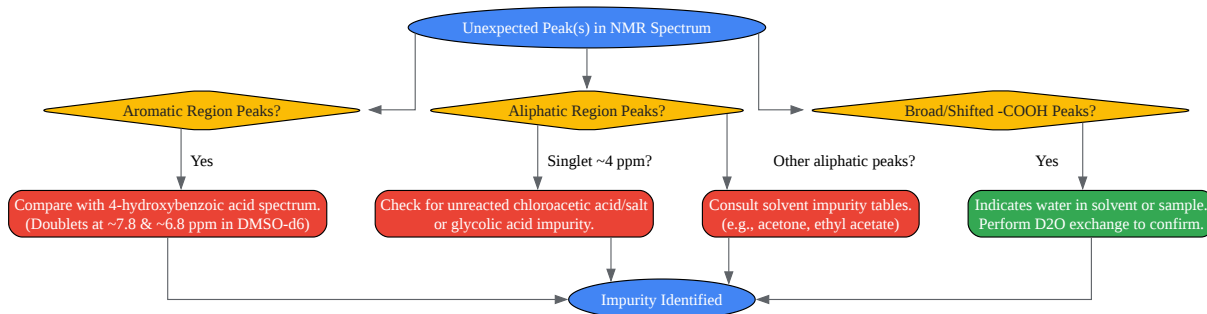 Unexpected Peak(s) in NMR Spectrum
Aromatic Region Peaks?
Aliphatic Region Peaks?
Broad/Shifted -COOH Peaks?
Yes
Singlet ~4 ppm?
Other aliphatic peaks?
Yes
Compare with 4-hydroxybenzoic acid spectrum.
(Doublets at ~7.8 & ~6.8 ppm in DMSO-d6)
Check for unreacted chloroacetic acid/salt
or glycolic acid impurity.
Consult solvent impurity tables.
(e.g., acetone, ethyl acetate)
Indicates water in solvent or sample.
Perform D2O exchange to confirm.
Impurity Identified